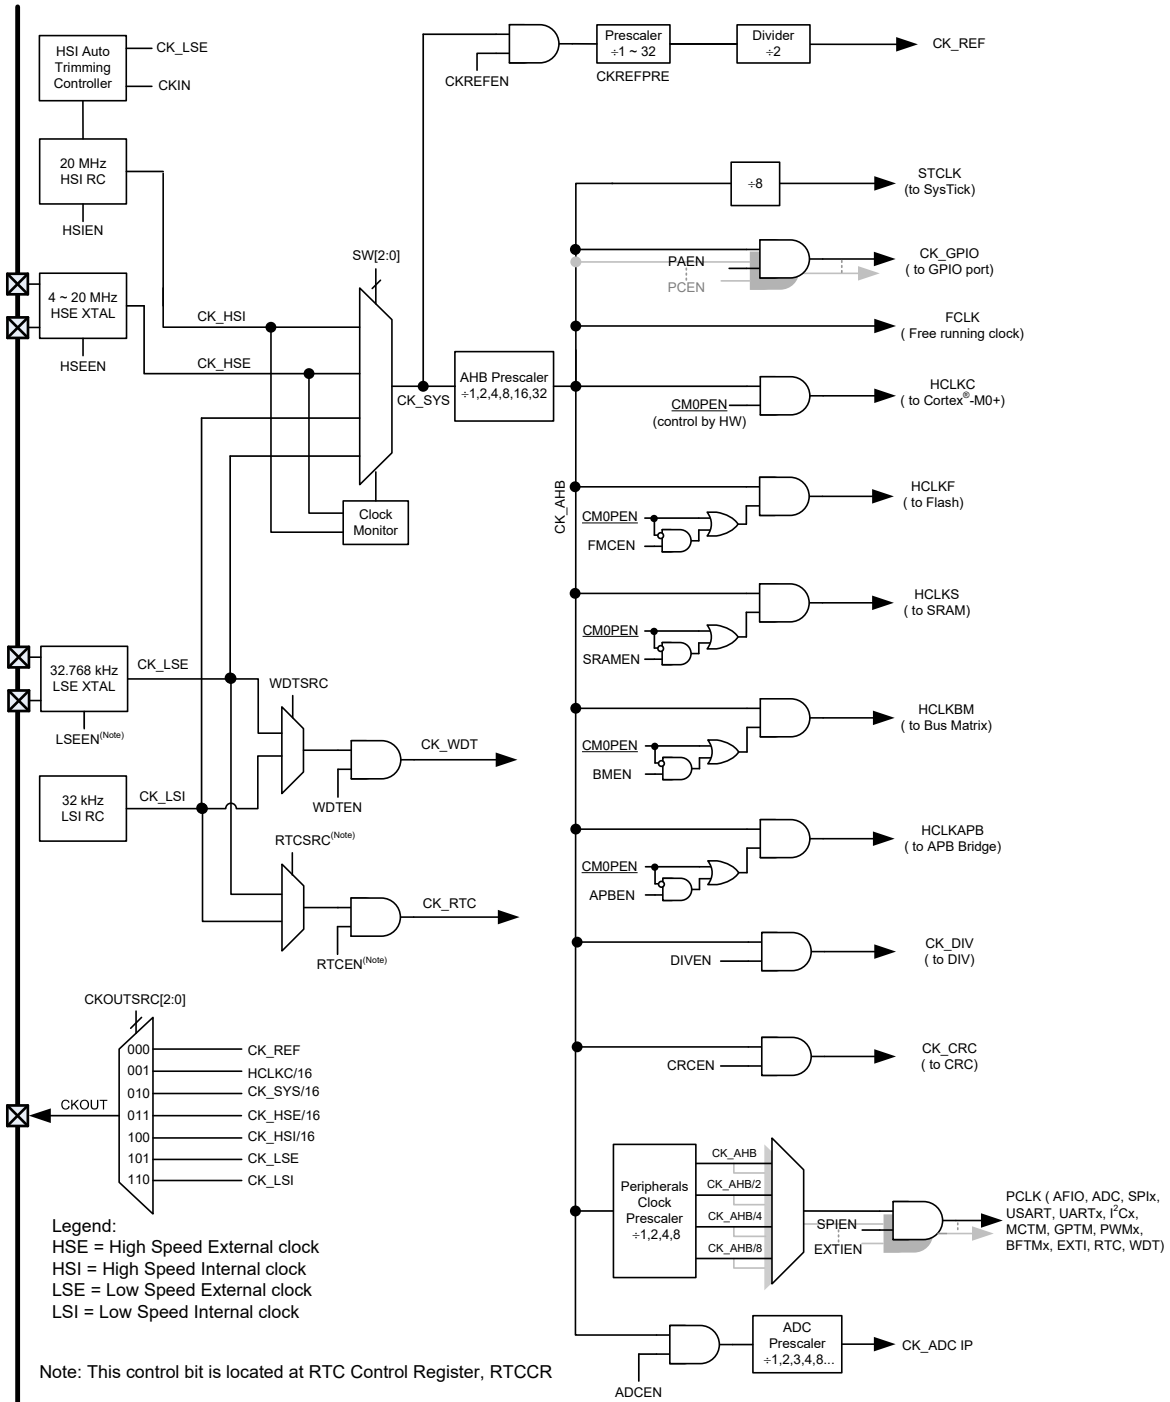 HSI Auto
Trimming
Controller
CK_LSE
CKIN
20 MHz
HSI RC
HSIEN
4 ~ 20 MHz
HSE XTAL
HSEEN
CK_HSI
CK_HSE
SW[2:0]
CK_SYS
Clock
Monitor
CKREFEN
Prescaler
÷1 ~ 32
CKREFPRE
Divider
÷2
CK_REF
AHB Prescaler
÷1,2,4,8,16,32
CK_AHB
÷8
STCLK
(to SysTick)
PAEN
PCEN
CK_GPIO
( to GPIO port)
FCLK
( Free running clock)
CM0PEN
(control by HW)
HCLKC
( to Cortex®-M0+)
CM0PEN
FMCEN
HCLKF
( to Flash)
CM0PEN
SRAMEN
HCLKS
( to SRAM)
CM0PEN
BMEN
HCLKBM
( to Bus Matrix)
CM0PEN
APBEN
HCLKAPB
( to APB Bridge)
DIVEN
CK_DIV
( to DIV)
CRCEN
CK_CRC
( to CRC)
32.768 kHz
LSE XTAL
LSEEN(Note)
CK_LSE
32 kHz
LSI RC
CK_LSI
WDTSRC
WDTEN
CK_WDT
RTCSRC(Note)
RTCEN(Note)
CK_RTC
CKOUTSRC[2:0]
CKOUT
000 CK_REF
001 HCLKC/16
010 CK_SYS/16
011 CK_HSE/16
100 CK_HSI/16
101 CK_LSE
110 CK_LSI
Peripherals
Clock
Prescaler
÷1,2,4,8
CK_AHB
CK_AHB/2
CK_AHB/4
CK_AHB/8
SPIEN
EXTIEN
PCLK ( AFIO, ADC, SPIx,
USART, UARTx, I²Cx,
MCTM, GPTM, PWMx,
BFTMx, EXTI, RTC, WDT)
ADCEN
ADC
Prescaler
÷1,2,3,4,8...
CK_ADC IP
Legend:
HSE = High Speed External clock
HSI = High Speed Internal clock
LSE = Low Speed External clock
LSI = Low Speed Internal clock
Note: This control bit is located at RTC Control Register, RTCCR